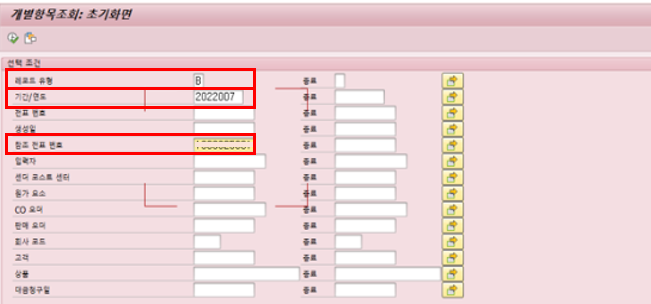 개별항목조회: 초기화면
선택 조건
레코드 유형 B 종료
기간/연도 2022007 종료
전표 번호 종료
생성일 종료
참조 전표 번호 종료
입력자 종료
센더 코스트 센터 종료
원가 요소 종료
CO 오더 종료
판매 오더 종료
회사 코드 종료
고객 종료
상품 종료
대금청구일 종료